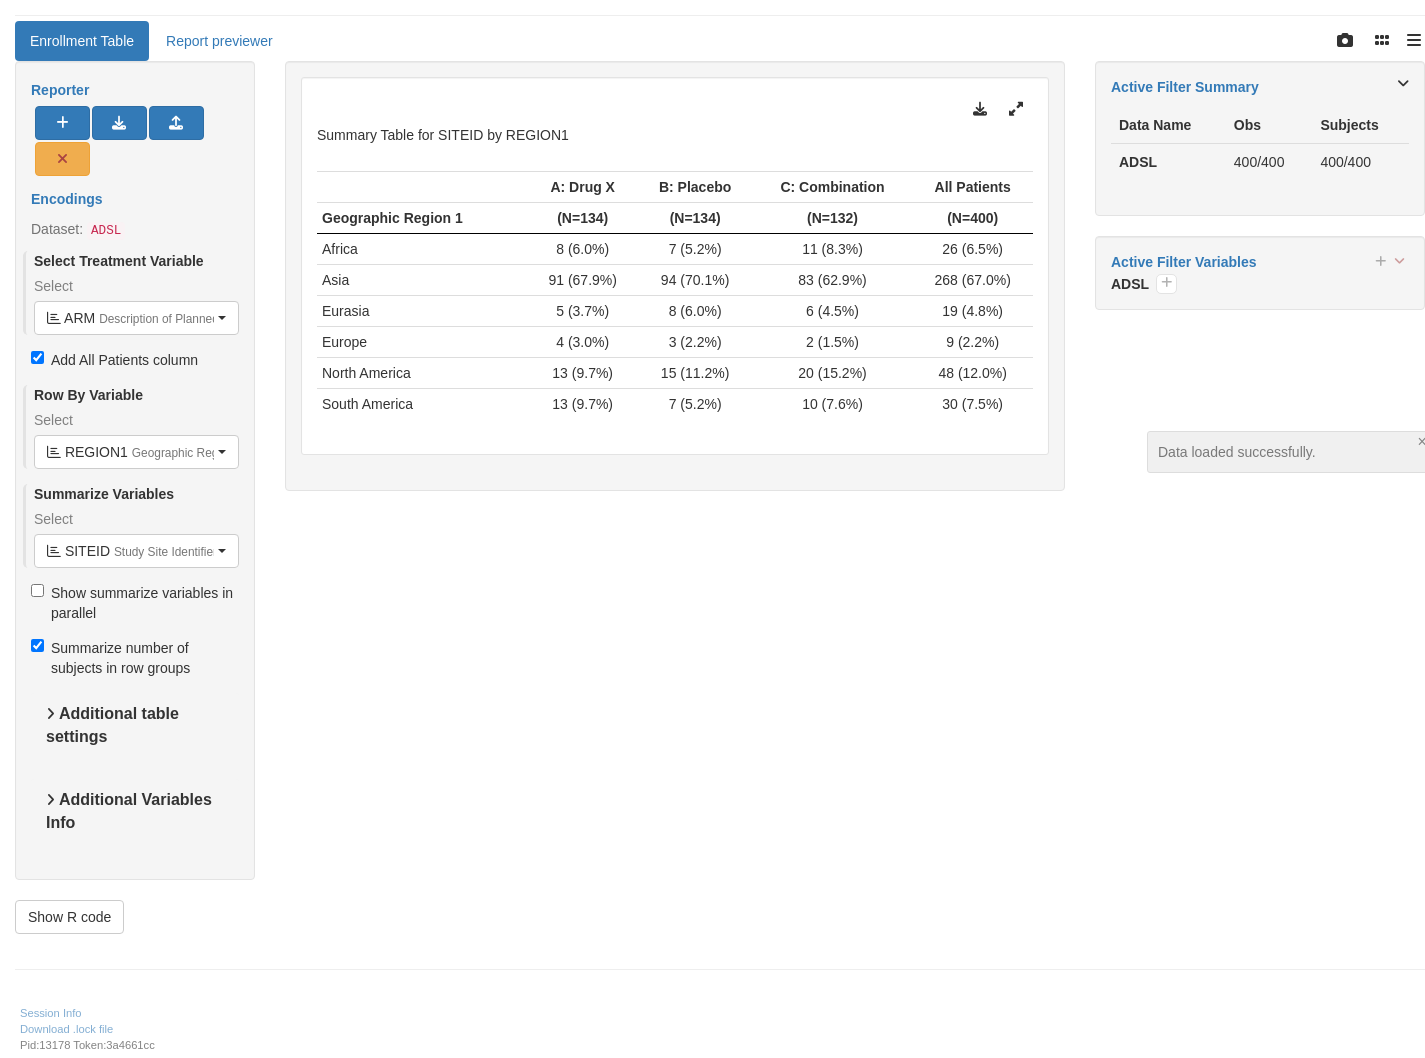 Enrollment Table
Report previewer
Reporter
Encodings
Dataset: ADSL
Select Treatment Variable
Select
ARM Description of Planned
Add All Patients column
Row By Variable
Select
REGION1 Geographic Reg
Summarize Variables
Select
SITEID Study Site Identifie
Show summarize variables in
parallel
Summarize number of
subjects in row groups
Additional table
settings
Additional Variables
Info
Show R code
Summary Table for SITEID by REGION1
A: Drug X B: Placebo C: Combination All Patients
Geographic Region 1 (N=134) (N=134) (N=132) (N=400)
Africa 8 (6.0%) 7 (5.2%) 11 (8.3%) 26 (6.5%)
Asia 91 (67.9%) 94 (70.1%) 83 (62.9%) 268 (67.0%)
Eurasia 5 (3.7%) 8 (6.0%) 6 (4.5%) 19 (4.8%)
Europe 4 (3.0%) 3 (2.2%) 2 (1.5%) 9 (2.2%)
North America 13 (9.7%) 15 (11.2%) 20 (15.2%) 48 (12.0%)
South America 13 (9.7%) 7 (5.2%) 10 (7.6%) 30 (7.5%)
Active Filter Summary
Data Name Obs Subjects
ADSL 400/400 400/400
Active Filter Variables
ADSL
Data loaded successfully.
Session Info
Download .lock file
Pid:13178 Token:3a4661cc